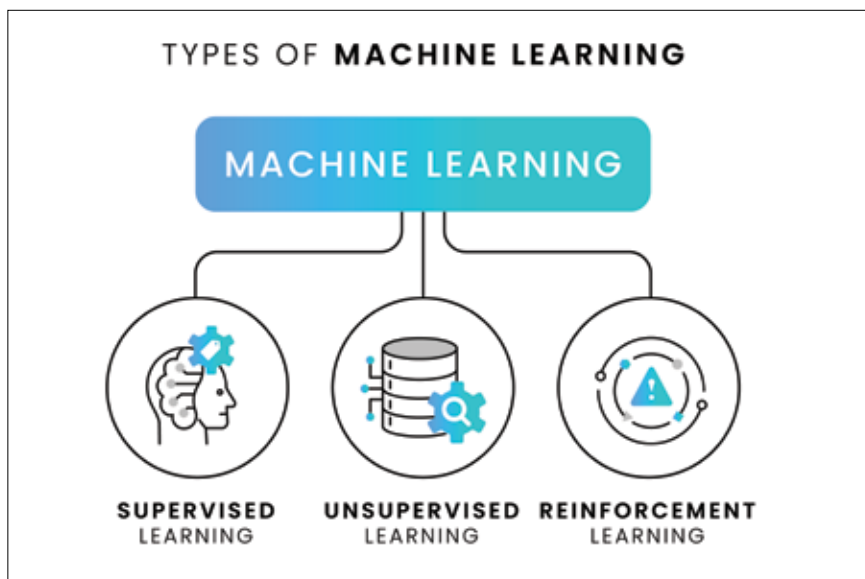 TYPES OF MACHINE LEARNING
MACHINE LEARNING
SUPERVISED
LEARNING
UNSUPERVISED
LEARNING
REINFORCEMENT
LEARNING